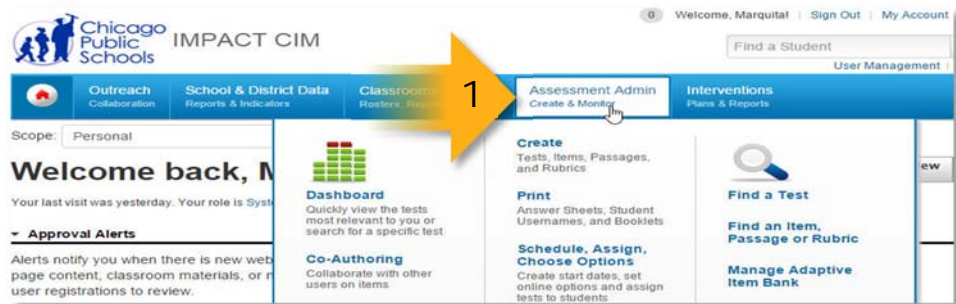 0 Welcome, Marquita! | Sign Out | My Account
Chicago
Public
Schools
IMPACT CIM
Find a Student
User Management |
Outreach
Collaboration
School & District Data
Reports & Indicators
Classrooms
Rosters,
1
Assessment Admin
Create & Monitor
Interventions
Plans & Reports
Scope: Personal
Welcome back, M
Your last visit was yesterday. Your role is Syst
Approval Alerts
Alerts notify you when there is new web
page content, classroom materials, or n
user registrations to review.
Dashboard
Quickly view the tests
most relevant to you or
search for a specific test
Co-Authoring
Collaborate with other
users on items
Create
Tests, Items, Passages,
and Rubrics
Print
Answer Sheets, Student
Usernames, and Booklets
Schedule, Assign,
Choose Options
Create start dates, set
online options and assign
tests to students
Find a Test
Find an Item,
Passage or Rubric
Manage Adaptive
Item Bank
ew